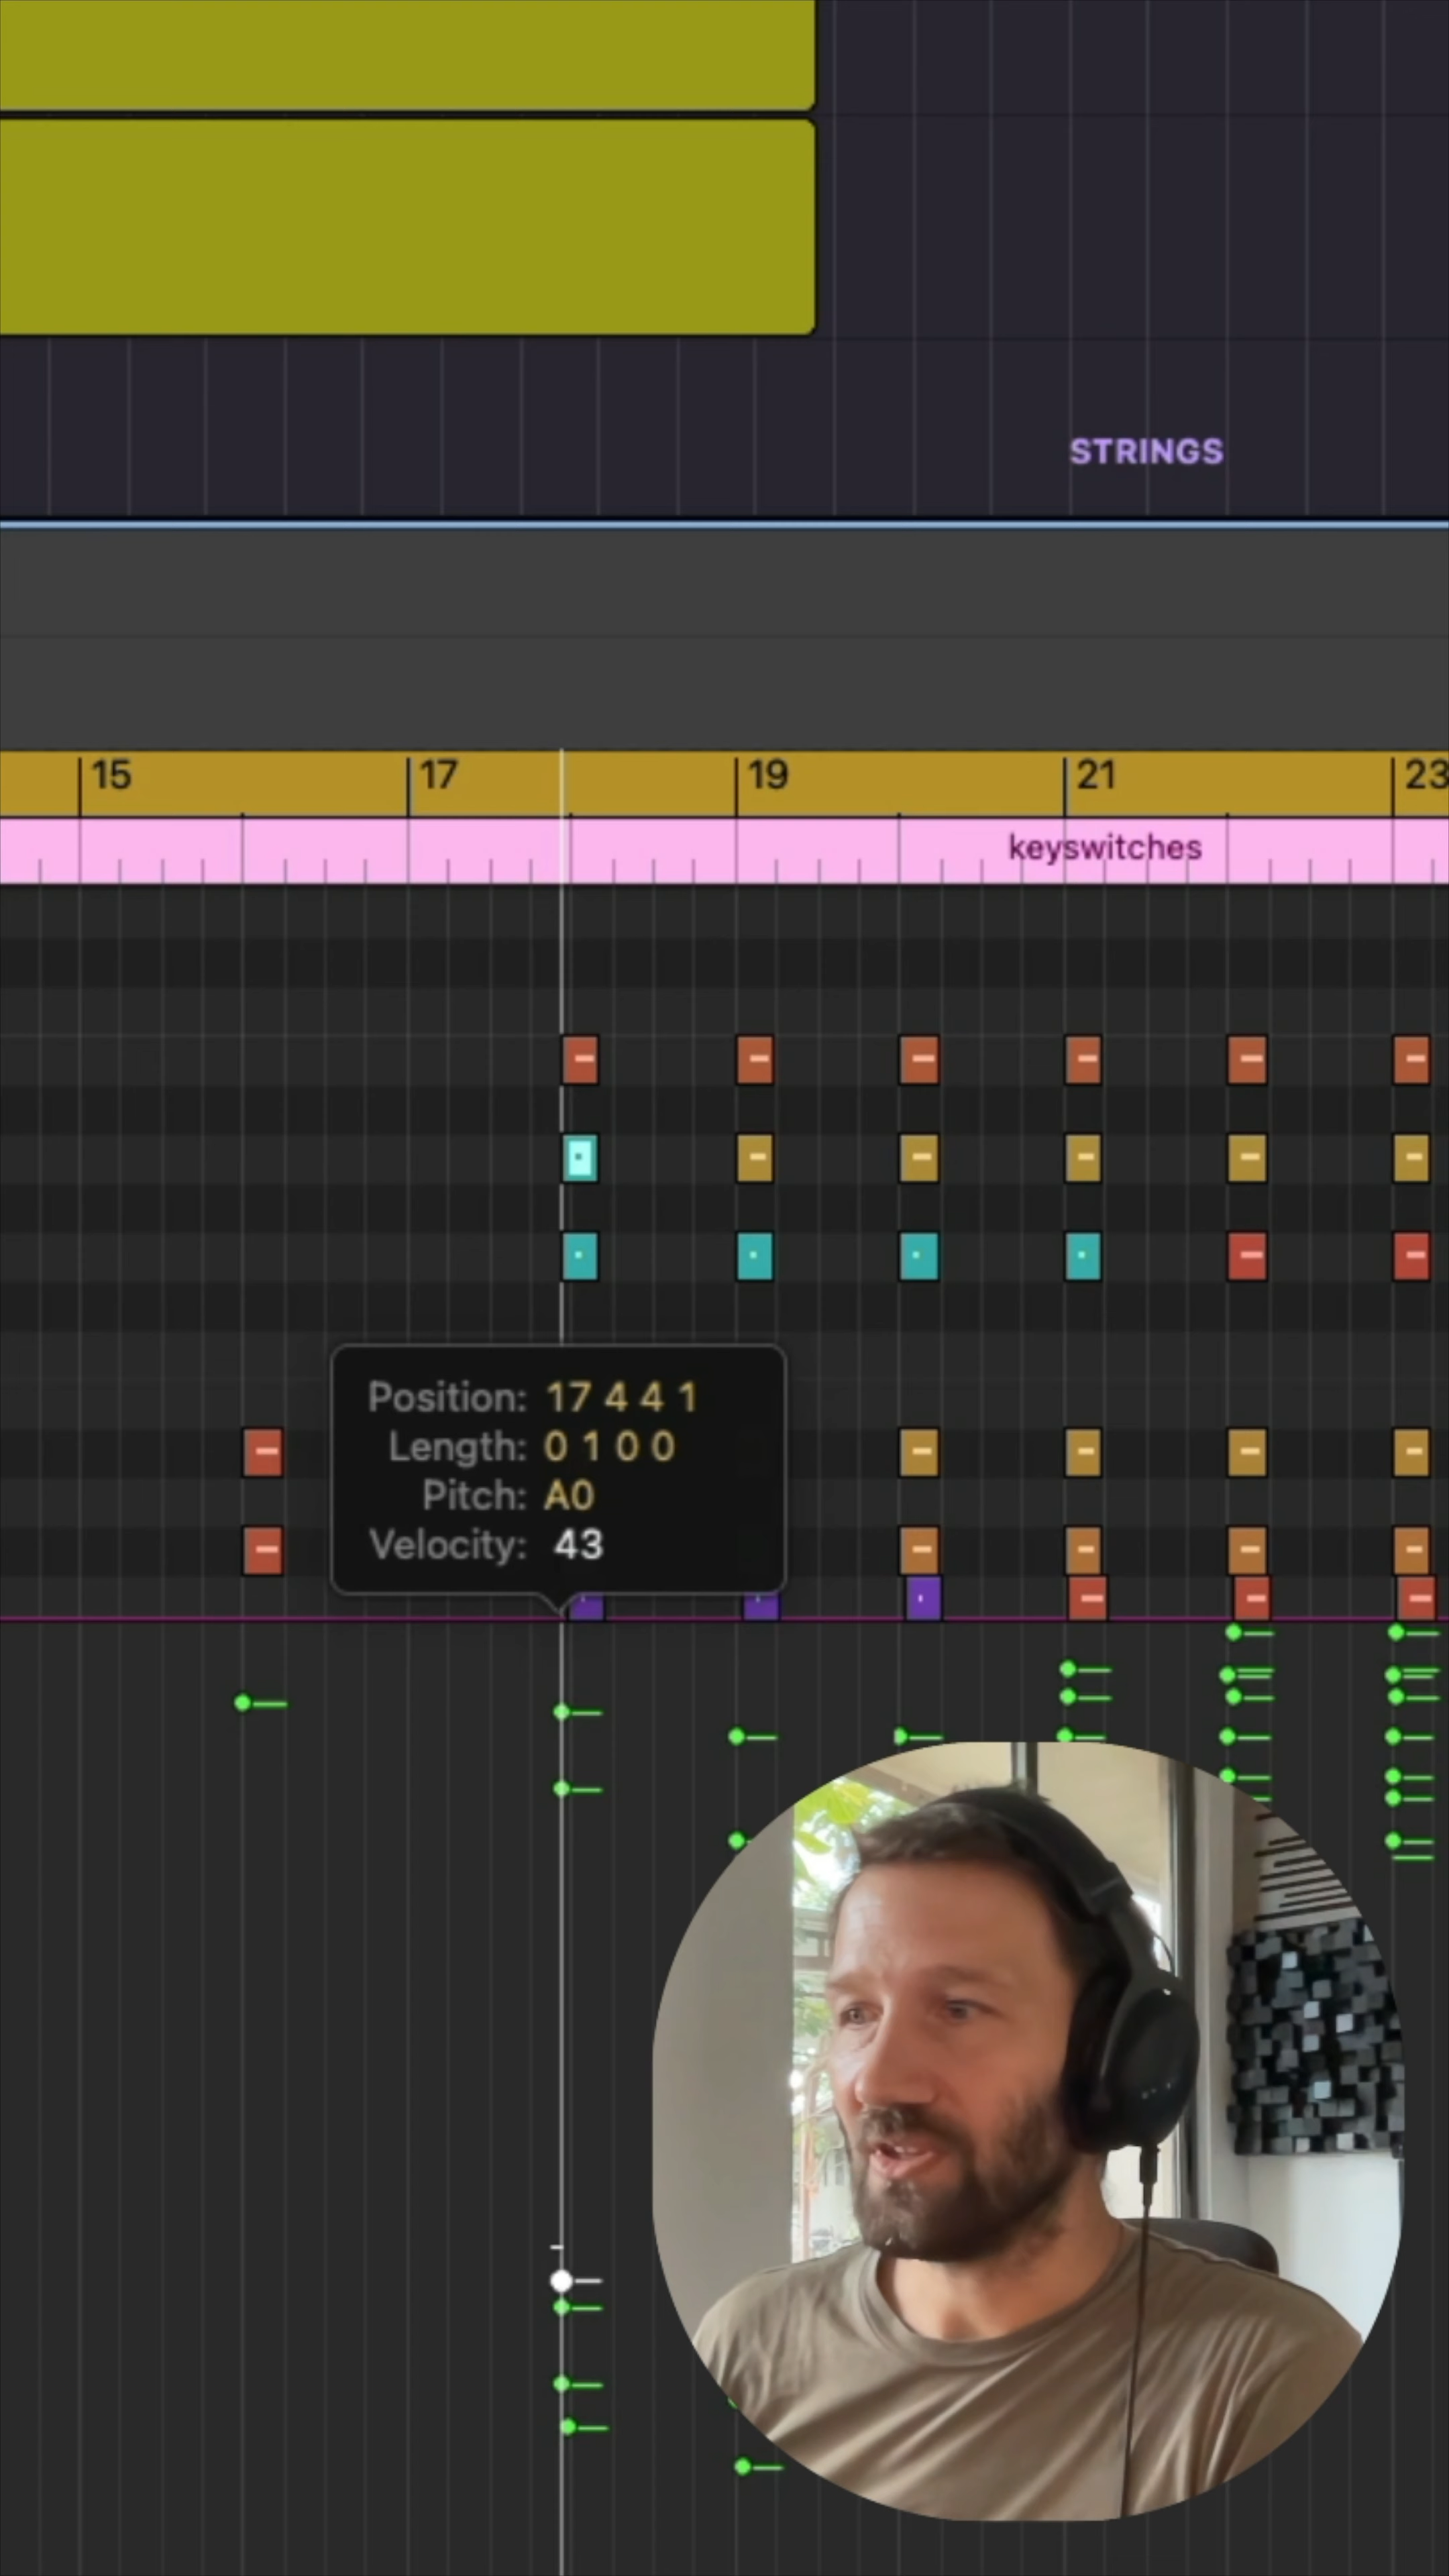 STRINGS
15 17 19 21 23
keyswitches
Position: 17 4 4 1
Length: 0 1 0 0
Pitch: A0
Velocity: 43